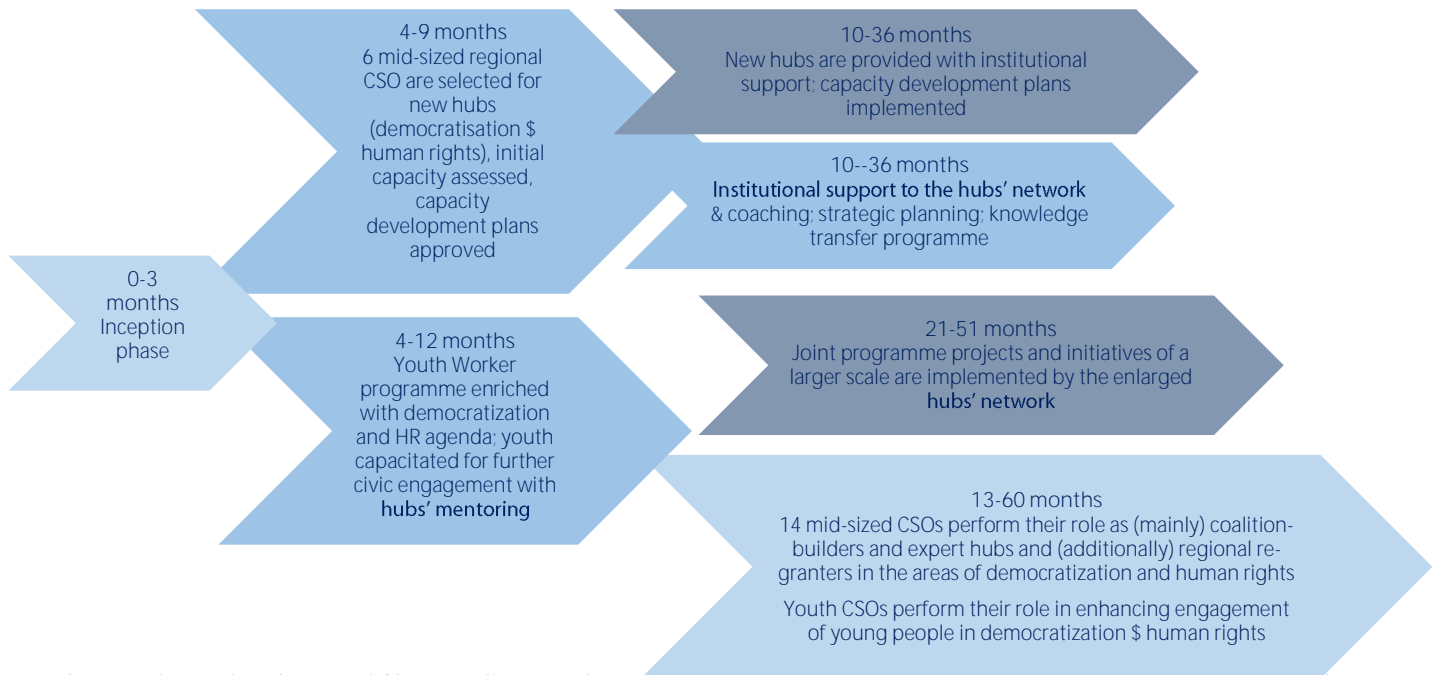 0-3
months
Inception
phase
4-9 months
6 mid-sized regional
CSO are selected for
new hubs
(democratisation $
human rights), initial
capacity assessed,
capacity
development plans
approved
4-12 months
Youth Worker
programme enriched
with democratization
and HR agenda; youth
capacitated for further
civic engagement with
hubs’ mentoring
10-36 months
New hubs are provided with institutional
support; capacity development plans
implemented
10--36 months
Institutional support to the hubs’ network
& coaching; strategic planning; knowledge
transfer programme
21-51 months
Joint programme projects and initiatives of a
larger scale are implemented by the enlarged
hubs’ network
13-60 months
14 mid-sized CSOs perform their role as (mainly) coalition-
builders and expert hubs and (additionally) regional re-
granters in the areas of democratization and human rights
Youth CSOs perform their role in enhancing engagement
of young people in democratization $ human rights